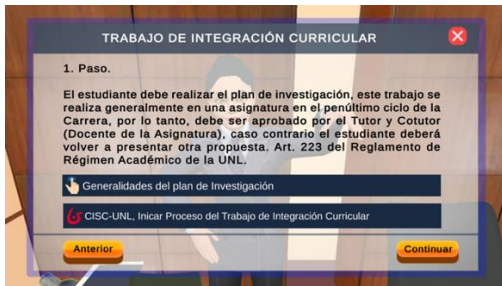 TRABAJO DE INTEGRACIÓN CURRICULAR
1. Paso.
El estudiante debe realizar el plan de investigación, este trabajo se
realiza generalmente en una asignatura en el penúltimo ciclo de la
Carrera, por lo tanto, debe ser aprobado por el Tutor y Cotutor
(Docente de la Asignatura), caso contrario el estudiante deberá
volver a presentar otra propuesta. Art. 223 del Reglamento de
Régimen Académico de la UNL.
Generalidades del plan de Investigación
CISC-UNL, Inicar Proceso del Trabajo de Integración Curricular
Anterior
Continuar